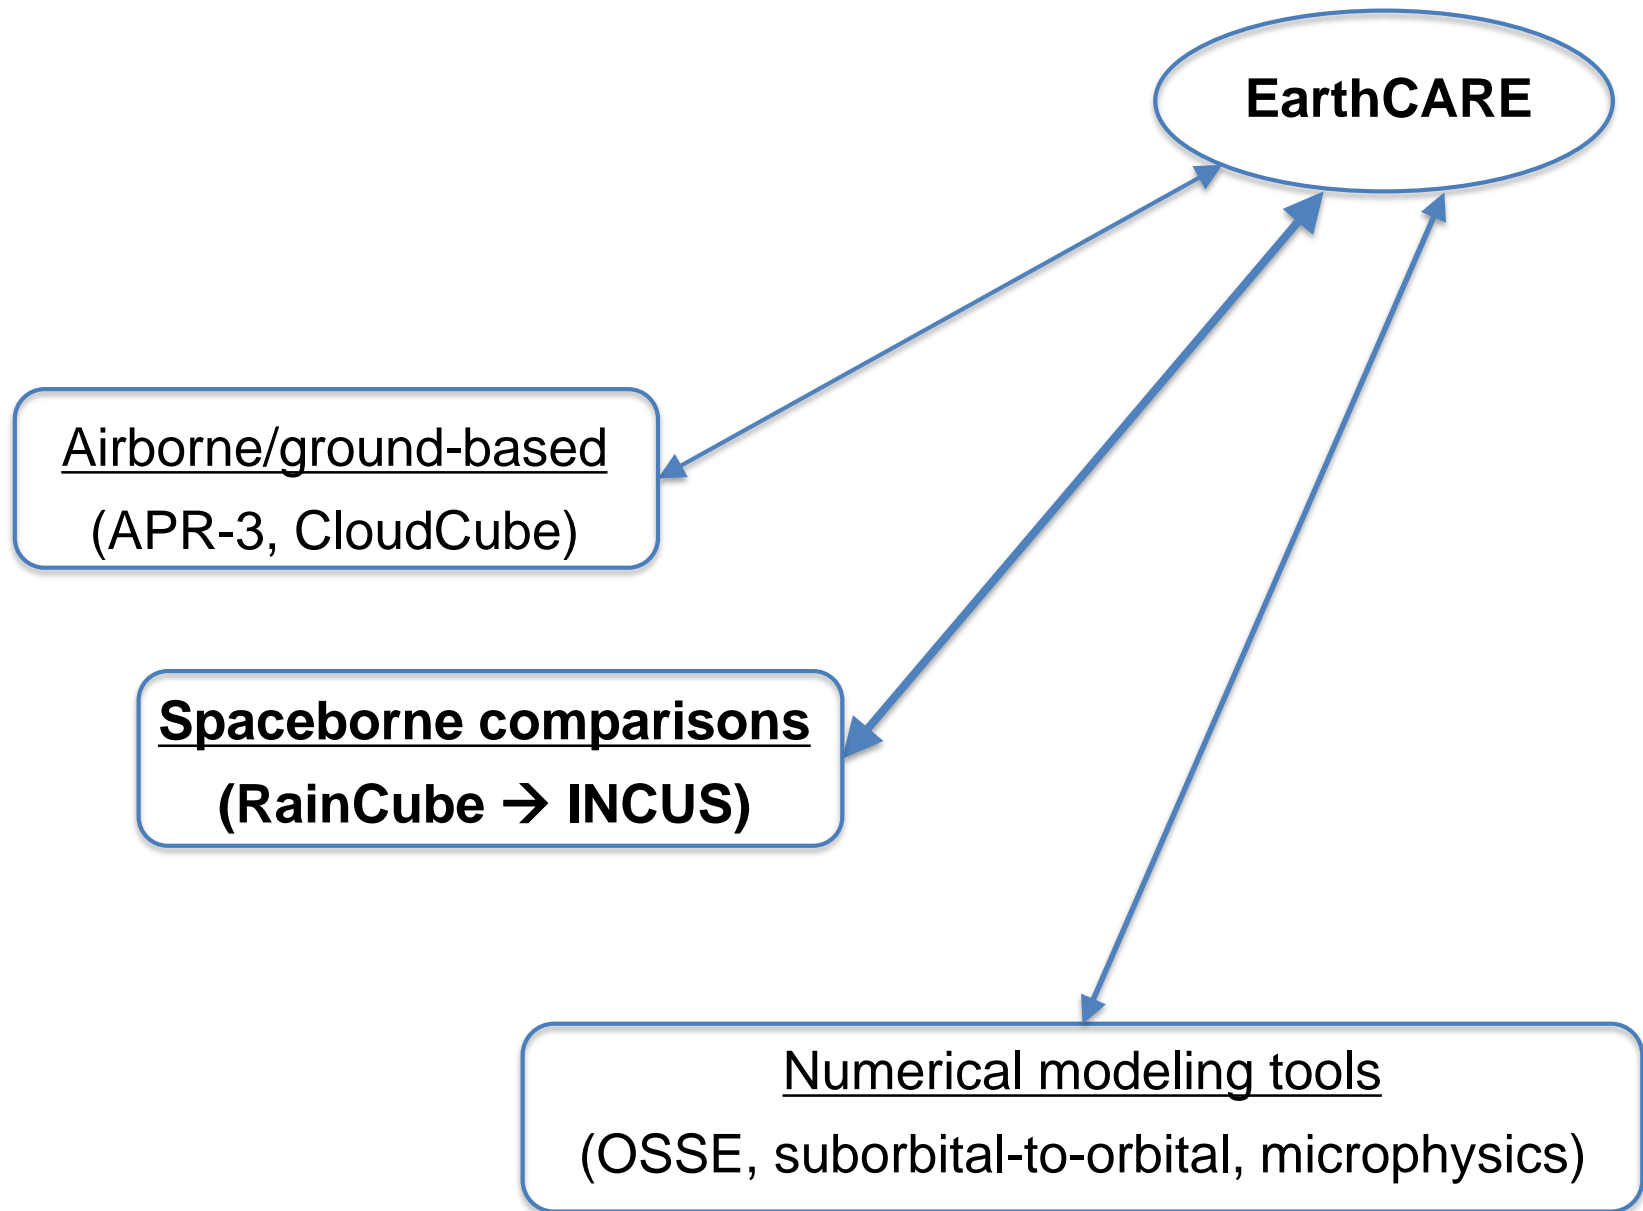 EarthCARE
Airborne/ground-based
(APR-3, CloudCube)
Spaceborne comparisons
(RainCube → INCUS)
Numerical modeling tools
(OSSE, suborbital-to-orbital, microphysics)